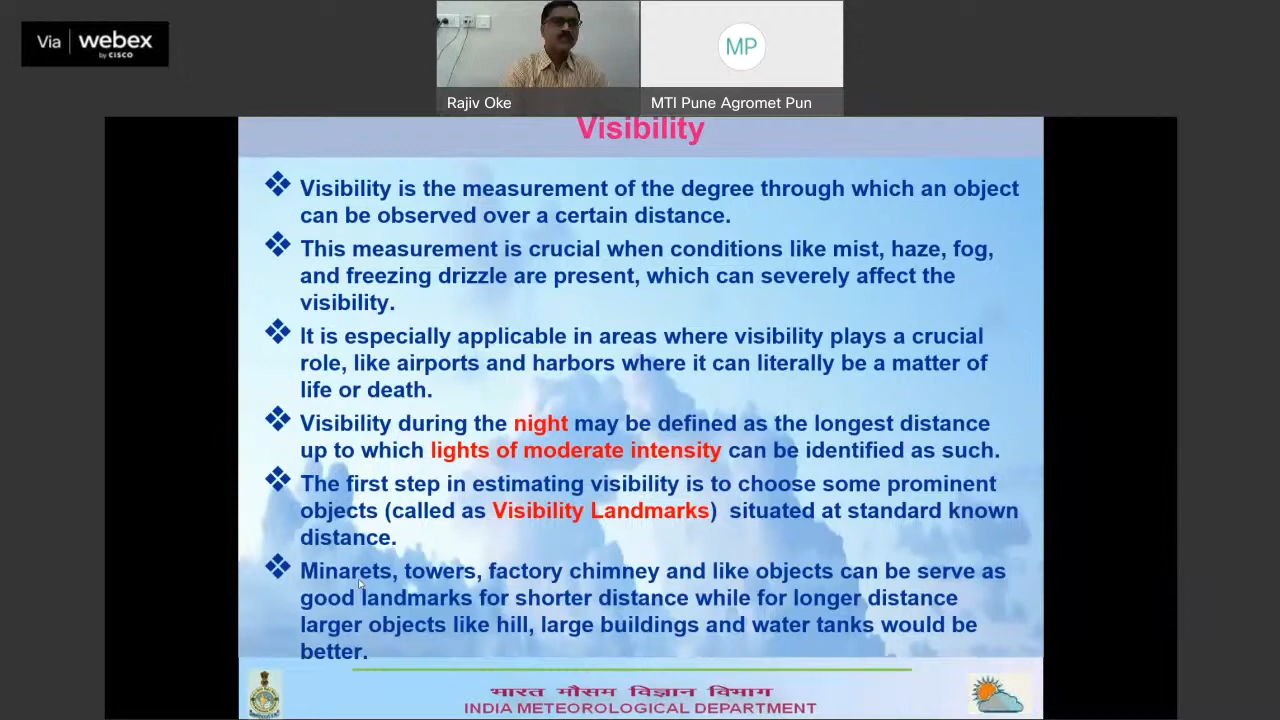 Via webex
by CISCO
MP
Rajiv Oke
MTI Pune Agromet Pun
Visibility
Visibility is the measurement of the degree through which an object
can be observed over a certain distance.
This measurement is crucial when conditions like mist, haze, fog,
and freezing drizzle are present, which can severely affect the
visibility.
It is especially applicable in areas where visibility plays a crucial
role, like airports and harbors where it can literally be a matter of
life or death.
Visibility during the night may be defined as the longest distance
up to which lights of moderate intensity can be identified as such.
The first step in estimating visibility is to choose some prominent
objects (called as Visibility Landmarks) situated at standard known
distance.
Minarets, towers, factory chimney and like objects can be serve as
good landmarks for shorter distance while for longer distance
larger objects like hill, large buildings and water tanks would be
better.
भारत मौसम विज्ञान विभाग
INDIA METEOROLOGICAL DEPARTMENT